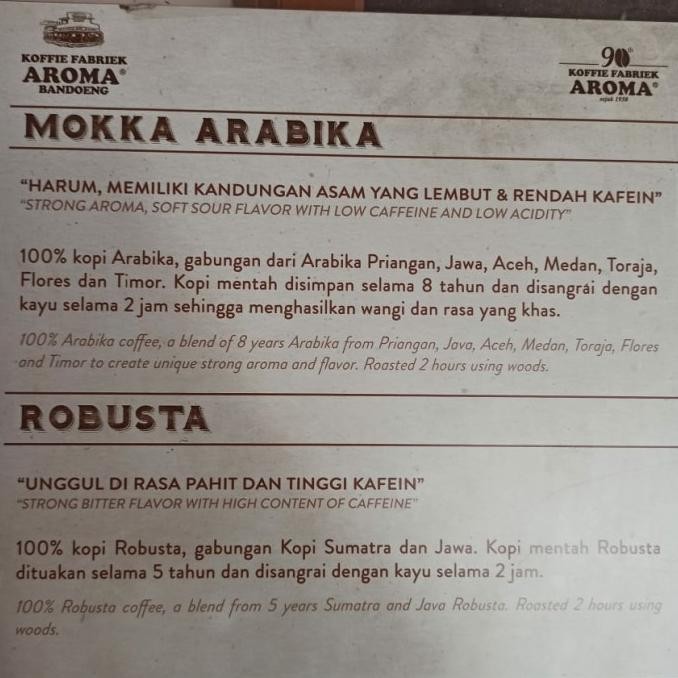 KOFFIE FABRIEK
AROMA®
BANDOENG
90
KOFFIE FABRIEK
AROMA®
sejak 1930
MOKKA ARABIKA
“HARUM, MEMILIKI KANDUNGAN ASAM YANG LEMBUT & RENDAH KAFEIN”
“STRONG AROMA, SOFT SOUR FLAVOR WITH LOW CAFFEINE AND LOW ACIDITY”
100% kopi Arabika, gabungan dari Arabika Priangan, Jawa, Aceh, Medan, Toraja,
Flores dan Timor. Kopi mentah disimpan selama 8 tahun dan disangrai dengan
kayu selama 2 jam sehingga menghasilkan wangi dan rasa yang khas.
100% Arabika coffee, a blend of 8 years Arabika from Priangan, Java, Aceh, Medan, Toraja, Flores
and Timor to create unique strong aroma and flavor. Roasted 2 hours using woods.
ROBUSTA
“UNGGUL DI RASA PAHIT DAN TINGGI KAFEIN”
“STRONG BITTER FLAVOR WITH HIGH CONTENT OF CAFFEINE”
100% kopi Robusta, gabungan Kopi Sumatra dan Jawa. Kopi mentah Robusta
dituakan selama 5 tahun dan disangrai dengan kayu selama 2 jam.
100% Robusta coffee, a blend from 5 years Sumatra and Java Robusta. Roasted 2 hours using
woods.